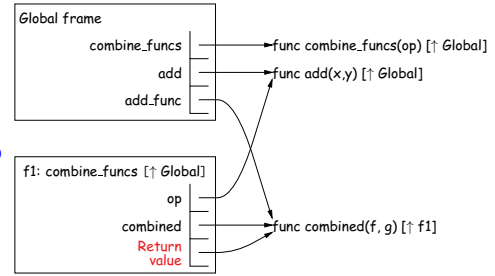 Global frame
combine_funcs
func combine_funcs(op) [↑ Global]
add
func add(x,y) [↑ Global]
add_func
f1: combine_funcs [↑ Global]
op
combined
func combined(f, g) [↑ f1]
Return
value